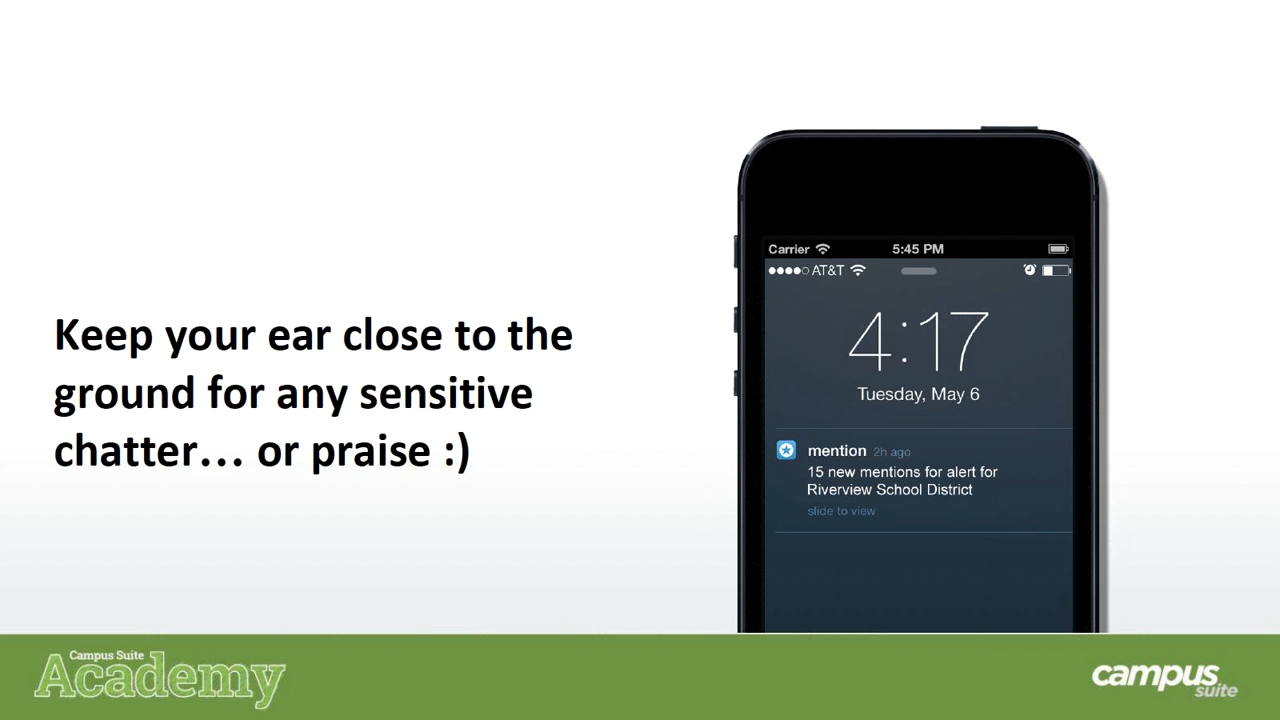 Keep your ear close to the
ground for any sensitive
chatter... or praise :)
Carrier 5:45 PM
AT&T
4:17
Tuesday, May 6
mention 2h ago
15 new mentions for alert for
Riverview School District
slide to view
Campus Suite
Academy
campus
suite